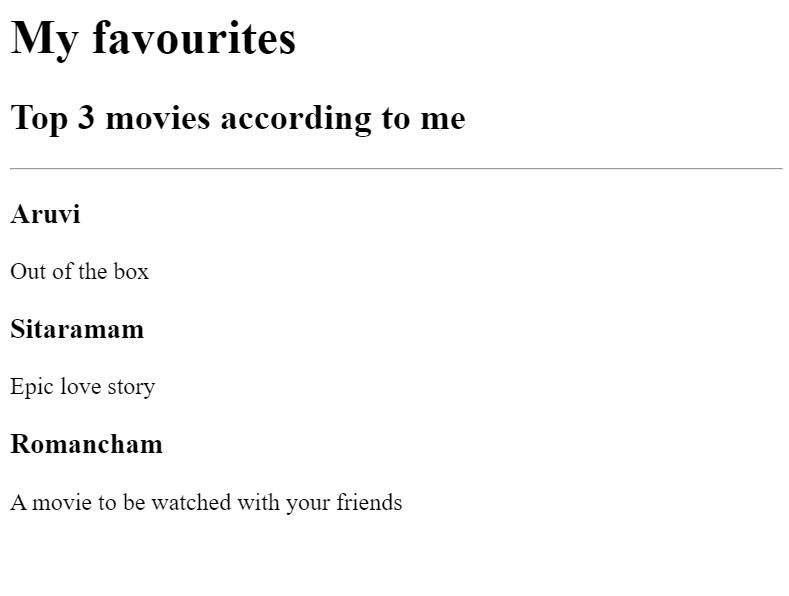 My favourites
Top 3 movies according to me
Aruvi
Out of the box
Sitaramam
Epic love story
Romancham
A movie to be watched with your friends